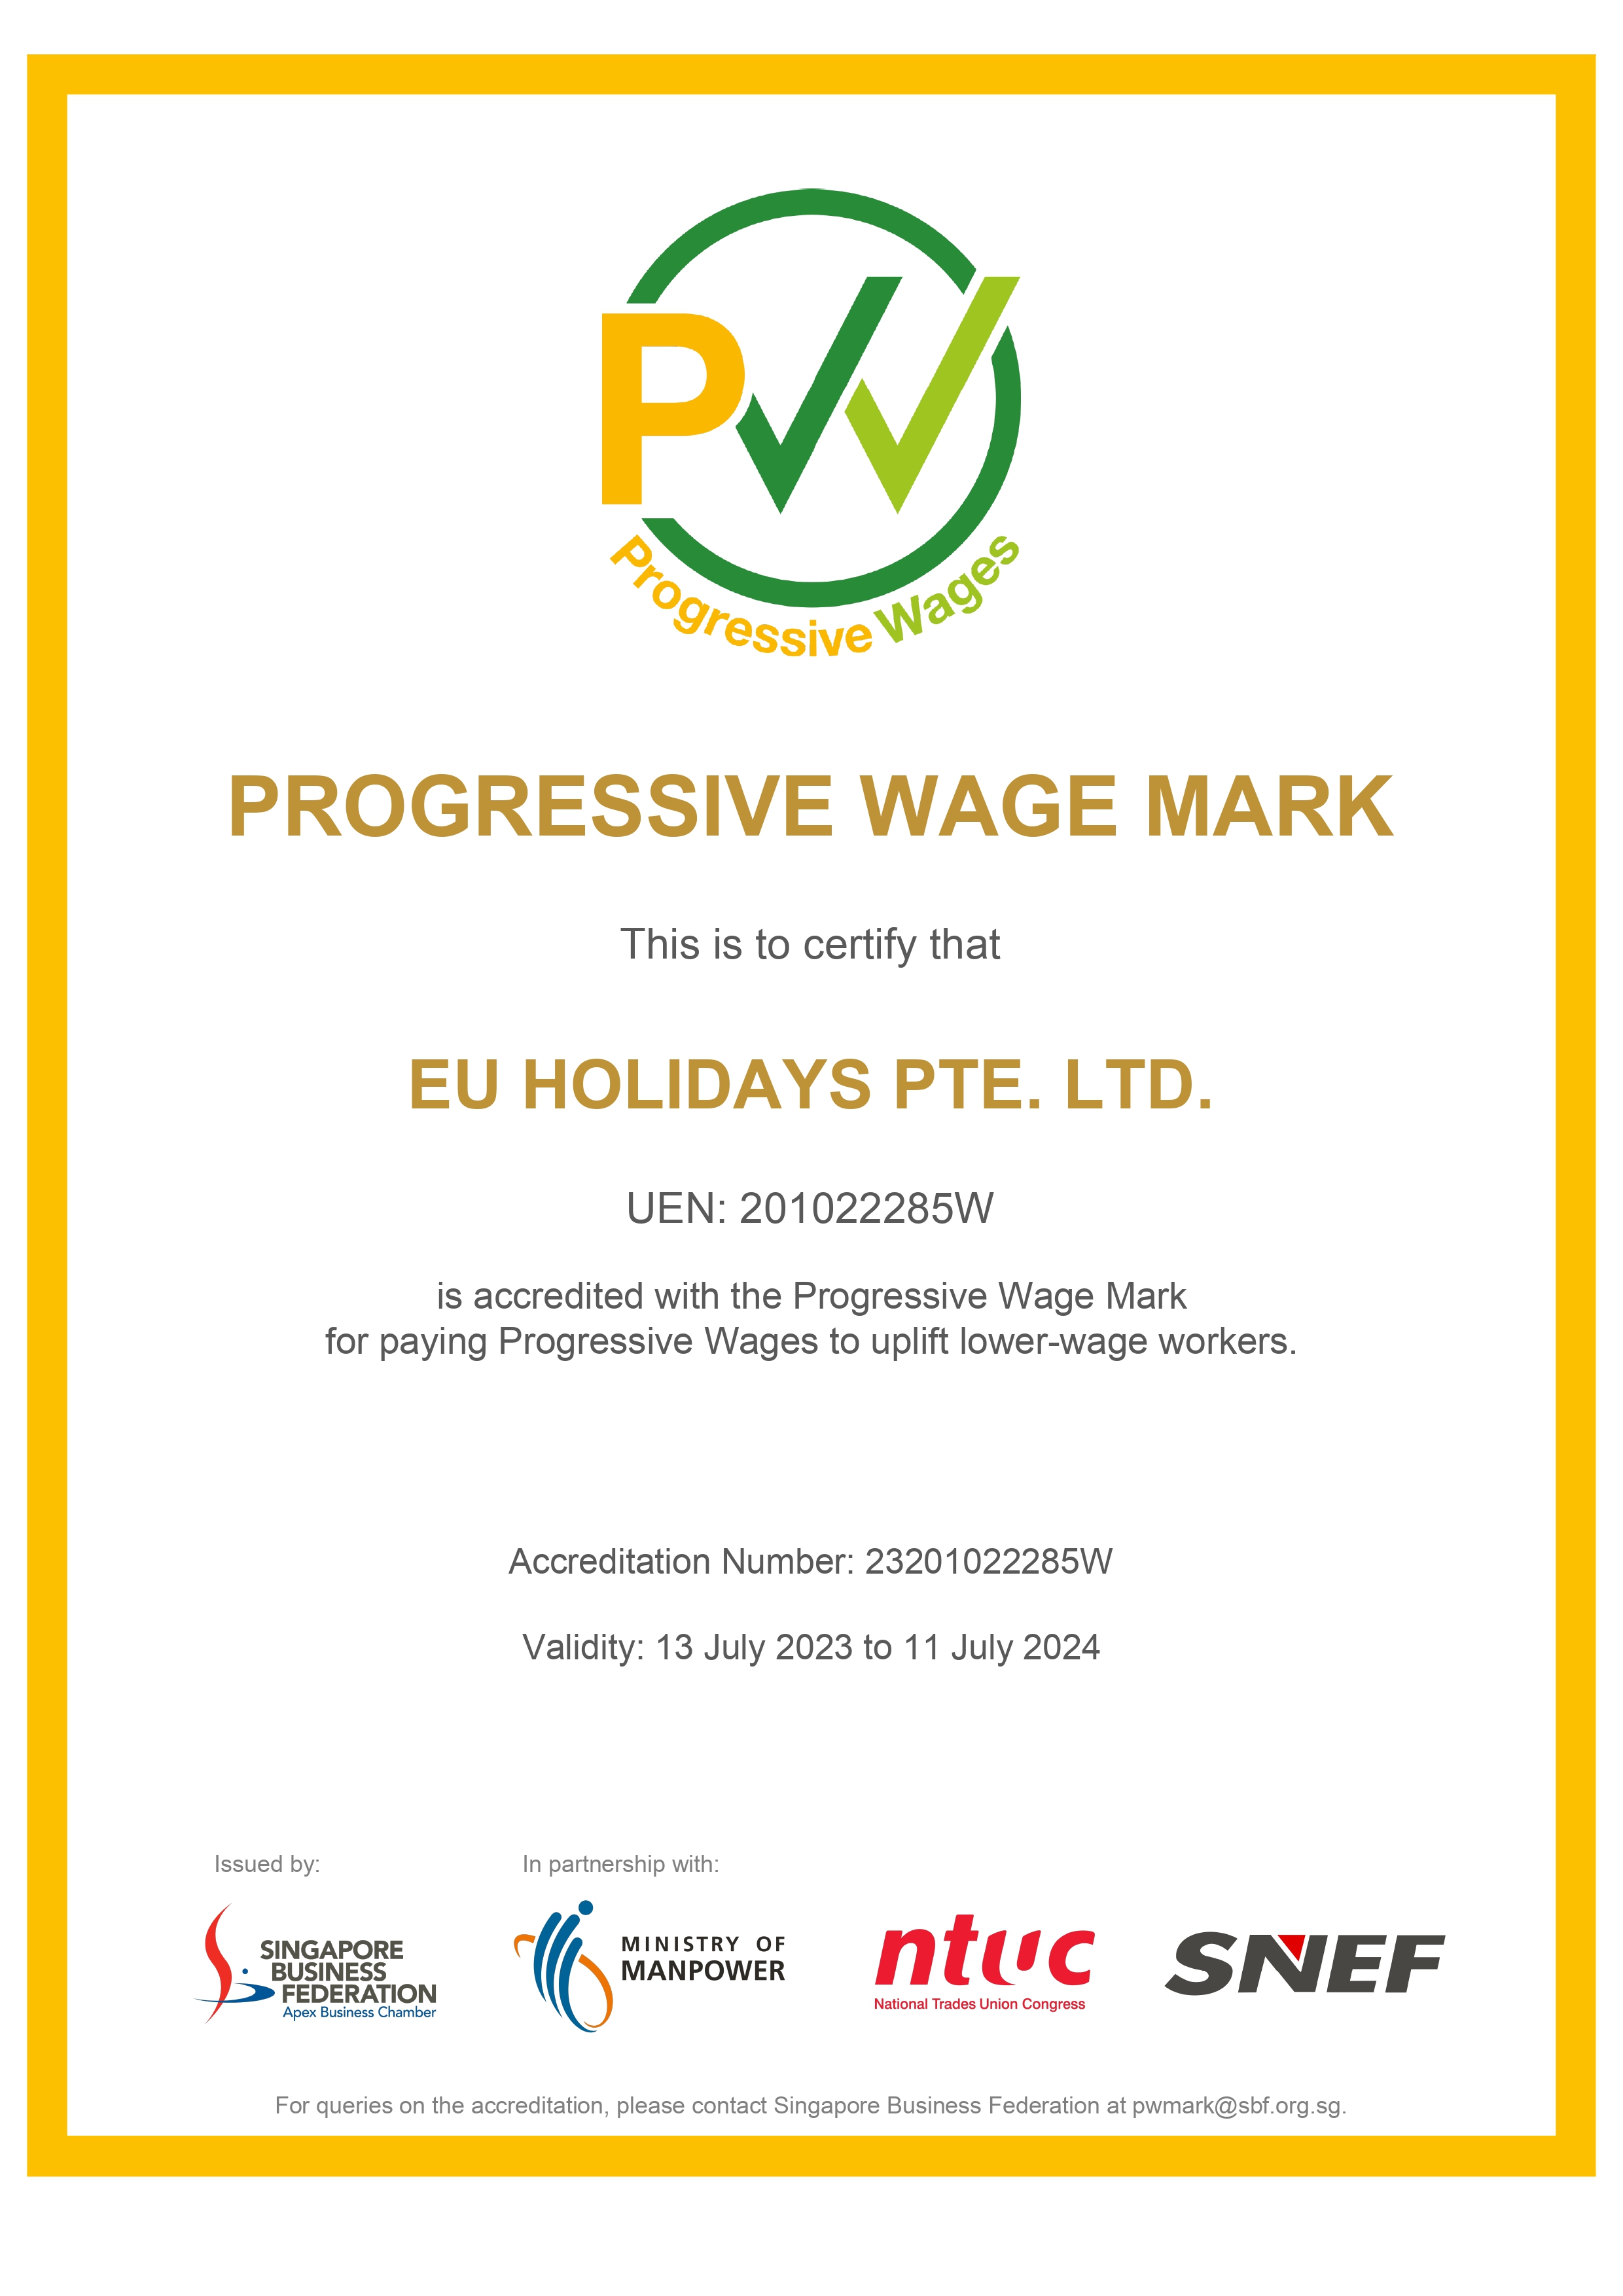 PW
Progressive Wages
PROGRESSIVE WAGE MARK
This is to certify that
EU HOLIDAYS PTE. LTD.
UEN: 201022285W
is accredited with the Progressive Wage Mark
for paying Progressive Wages to uplift lower-wage workers.
Accreditation Number: 23201022285W
Validity: 13 July 2023 to 11 July 2024
Issued by:
In partnership with:
SINGAPORE
BUSINESS
FEDERATION
Apex Business Chamber
MINISTRY OF
MANPOWER
ntuc
National Trades Union Congress
SNEF
For queries on the accreditation, please contact Singapore Business Federation at pwmark@sbf.org.sg.